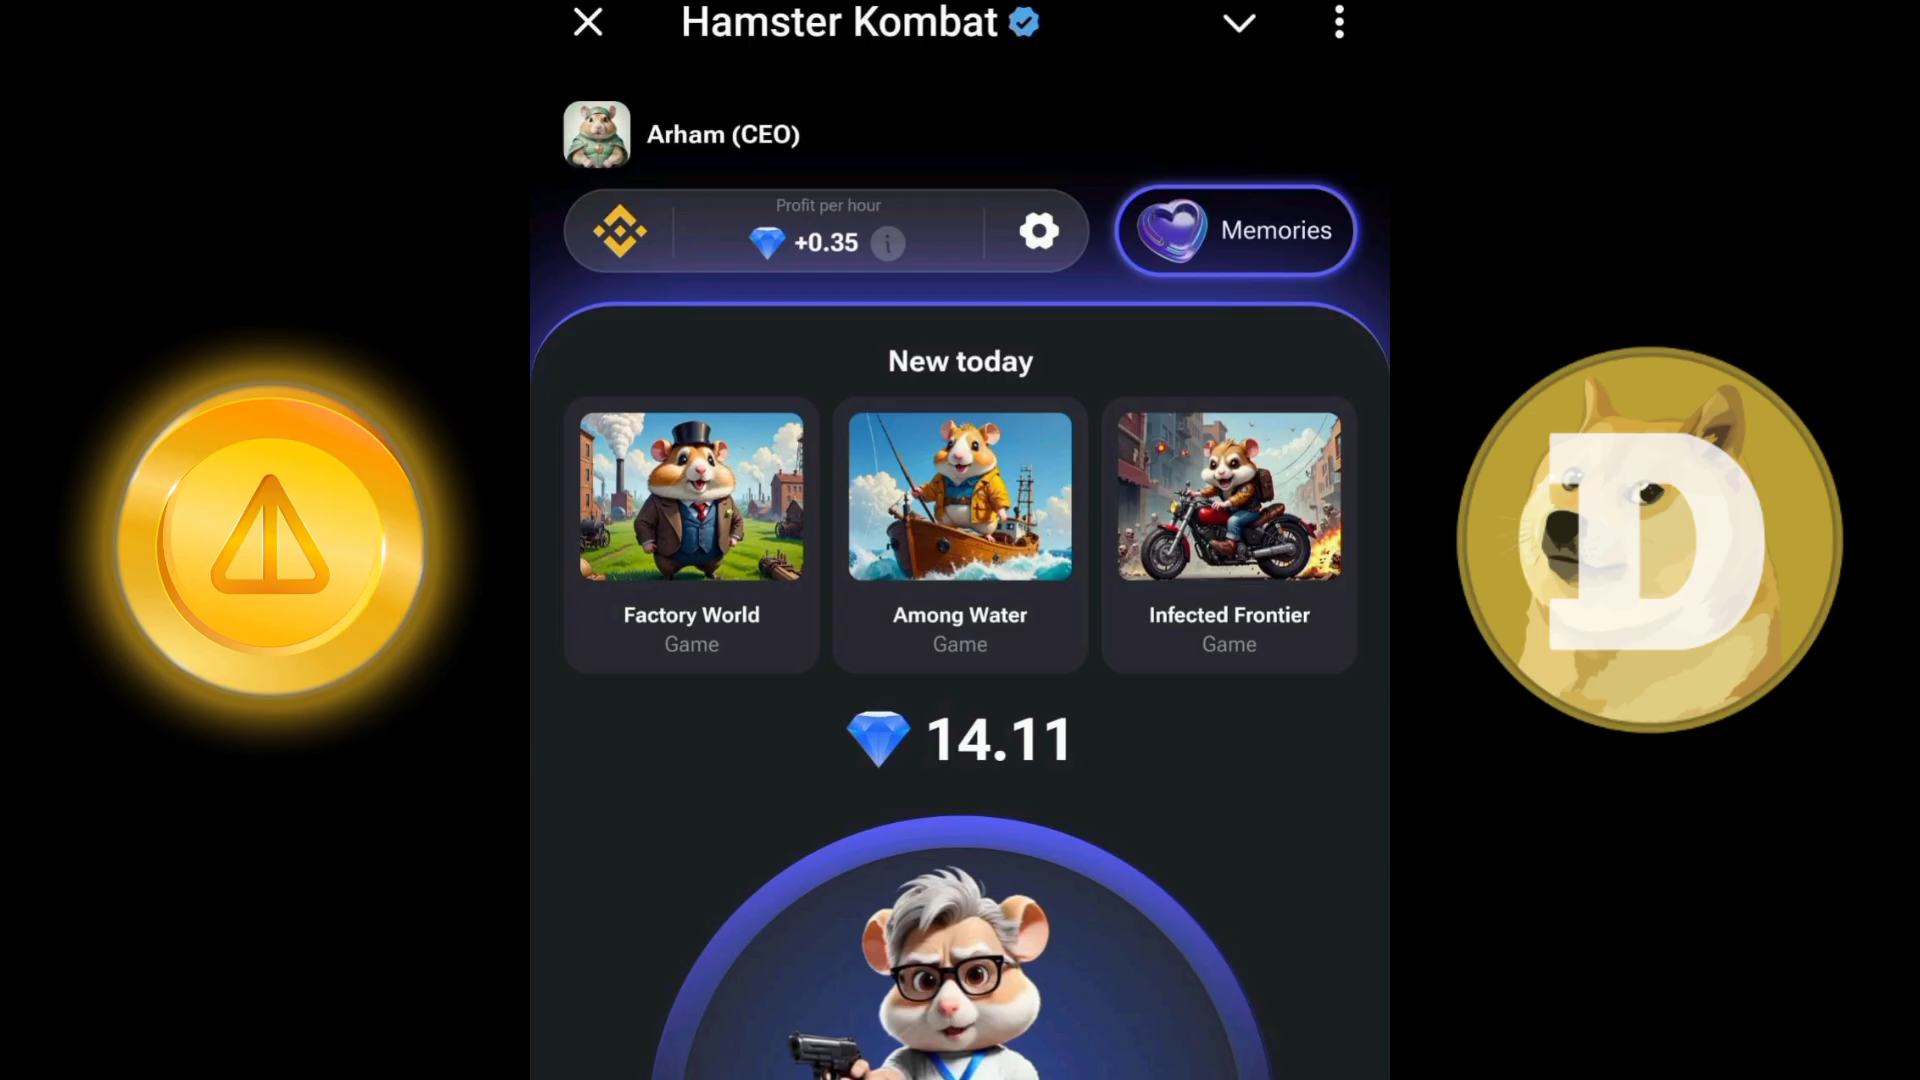 Hamster Kombat
Arham (CEO)
Profit per hour
+0.35
Memories
New today
Factory World
Game
Among Water
Game
Infected Frontier
Game
14.11
D